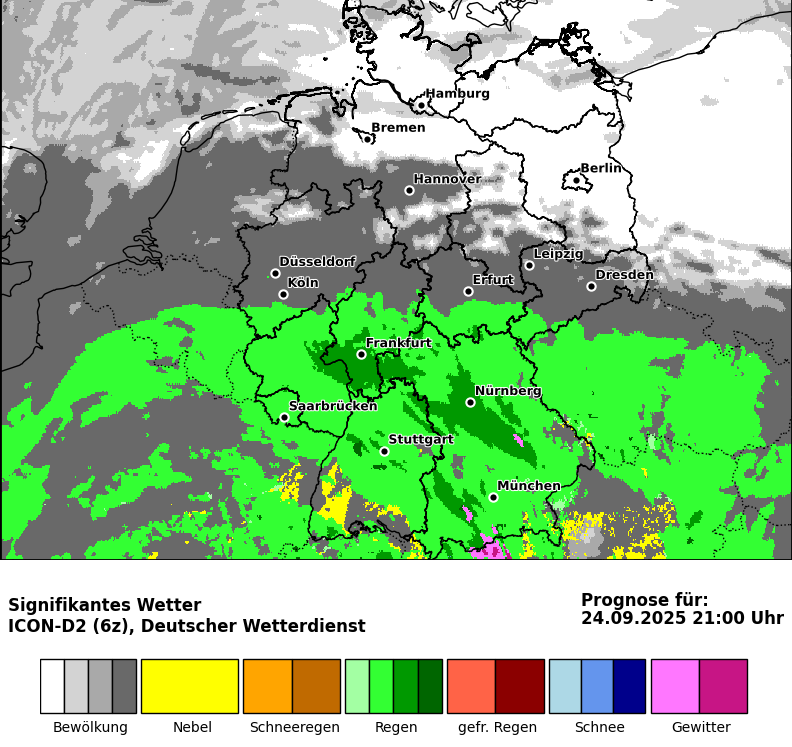 Hamburg
Bremen
Berlin
Hannover
Leipzig
Düsseldorf
Dresden
Köln
Erfurt
Frankfurt
Nürnberg
Saarbrücken
Stuttgart
München
Signifikantes Wetter
ICON-D2 (6z), Deutscher Wetterdienst
Prognose für:
24.09.2025 21:00 Uhr
Bewölkung Nebel Schneeregen Regen gefr. Regen Schnee Gewitter